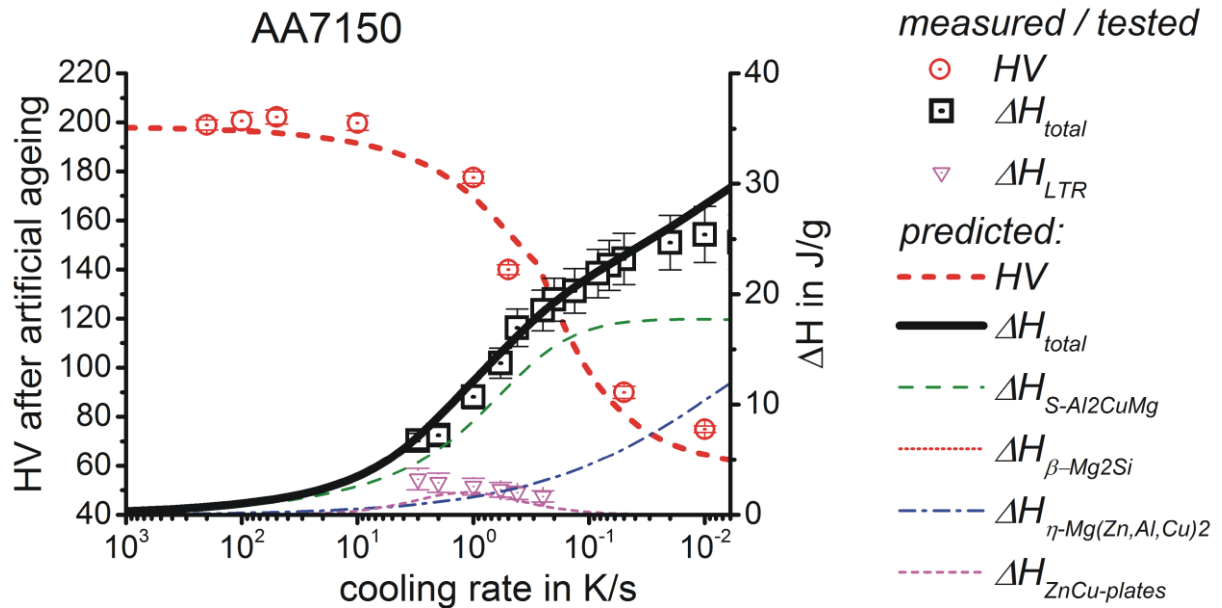 AA7150
220
200
180
160
140
120
100
80
60
40
HV after artificial ageing
10³ 10² 10¹ 10⁰ 10⁻¹ 10⁻²
cooling rate in K/s
40
30
20
10
0
ΔH in J/g
measured / tested
HV
ΔH_total
ΔH_LTR
predicted:
HV
ΔH_total
ΔH_S-Al2CuMg
ΔH_β–Mg2Si
ΔH_η-Mg(Zn,Al,Cu)2
ΔH_ZnCu-plates